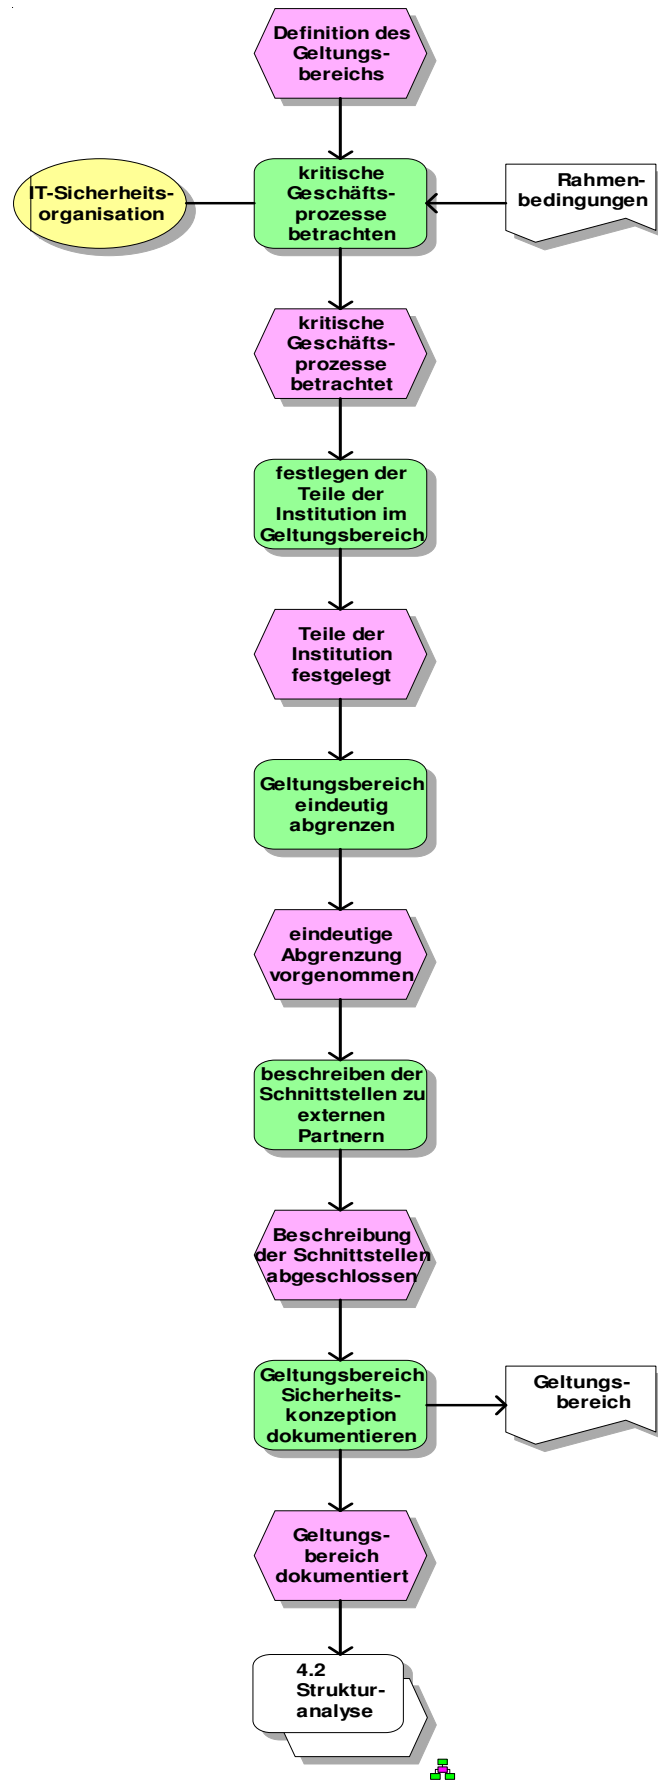 Definition des
Geltungs-
bereichs
IT-Sicherheits-
organisation
kritische
Geschäfts-
prozesse
betrachten
Rahmen-
bedingungen
kritische
Geschäfts-
prozesse
betrachtet
festlegen der
Teile der
Institution im
Geltungsbereich
Teile der
Institution
festgelegt
Geltungsbereich
eindeutig
abgrenzen
eindeutige
Abgrenzung
vorgenommen
beschreiben der
Schnittstellen zu
externen
Partnern
Beschreibung
der Schnittstellen
abgeschlossen
Geltungsbereich
Sicherheits-
konzeption
dokumentieren
Geltungs-
bereich
Geltungs-
bereich
dokumentiert
4.2
Struktur-
analyse